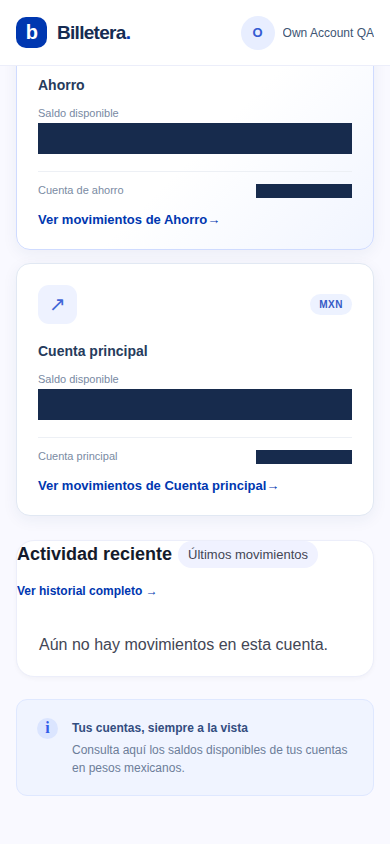 b Billetera.
O Own Account QA
Ahorro
Saldo disponible
Cuenta de ahorro
Ver movimientos de Ahorro→
↗ MXN
Cuenta principal
Saldo disponible
Cuenta principal
Ver movimientos de Cuenta principal→
Actividad reciente Últimos movimientos
Ver historial completo →
Aún no hay movimientos en esta cuenta.
i Tus cuentas, siempre a la vista
Consulta aquí los saldos disponibles de tus cuentas
en pesos mexicanos.